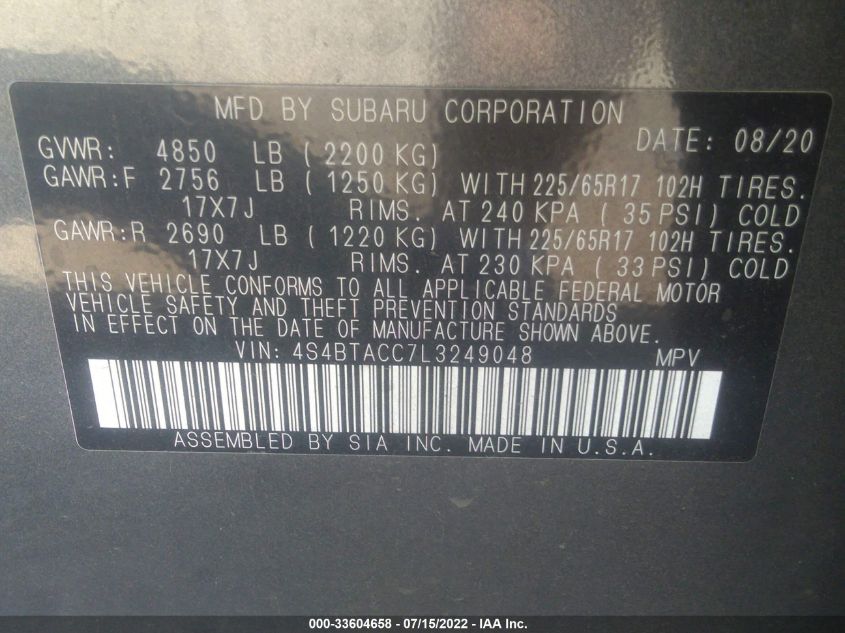 MFD BY SUBARU CORPORATION
DATE: 08/20
GVWR: 4850 LB (2200 KG)
GAWR:F 2756 LB (1250 KG) WITH 225/65R17 102H TIRES.
17X7J RIMS. AT 240 KPA (35 PSI) COLD
GAWR:R 2690 LB (1220 KG) WITH 225/65R17 102H TIRES.
17X7J RIMS. AT 230 KPA (33 PSI) COLD
THIS VEHICLE CONFORMS TO ALL APPLICABLE FEDERAL MOTOR
VEHICLE SAFETY AND THEFT PREVENTION STANDARDS
IN EFFECT ON THE DATE OF MANUFACTURE SHOWN ABOVE.
VIN: 4S4BTACC7L3249048 MPV
ASSEMBLED BY SIA INC. MADE IN U.S.A.
000-33604658 - 07/15/2022 - IAA Inc.